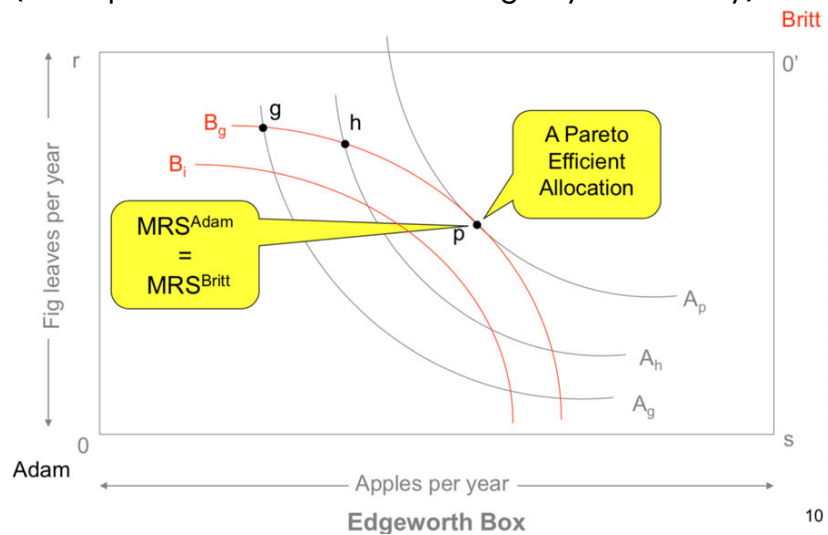 Britt
r
0'
g
h
Bg
Bi
A Pareto
Efficient
Allocation
Fig leaves per year
MRSAdam
=
MRSBritt
p
Ap
Ah
Ag
0
s
Adam
Apples per year
Edgeworth Box
10